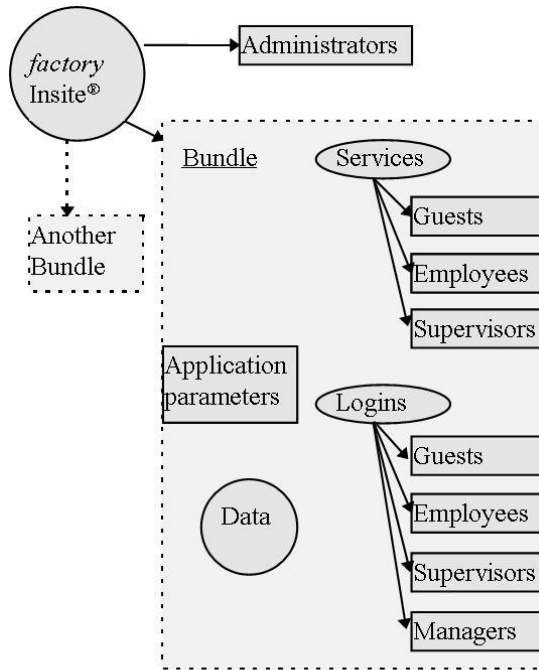 factory
Insite®
Administrators
Bundle
Services
Guests
Another
Bundle
Employees
Supervisors
Application
parameters
Logins
Guests
Data
Employees
Supervisors
Managers